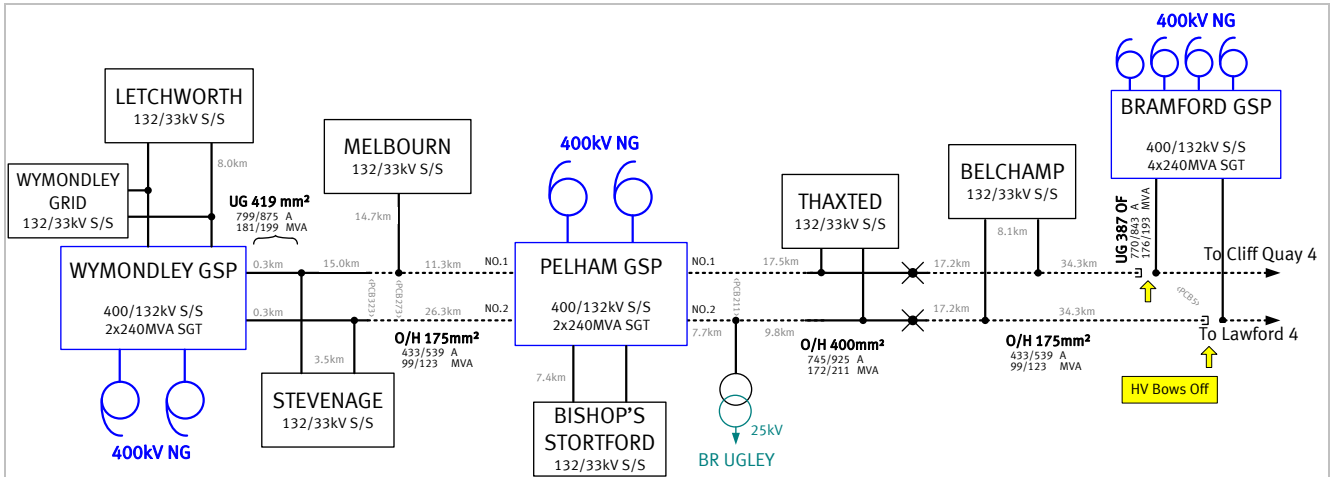 400kV NG
LETCHWORTH
132/33kV S/S
8.0km
WYMONDLEY
GRID
132/33kV S/S
UG 419 mm²
799/875 A
181/199 MVA
MELBOURN
132/33kV S/S
14.7km
400kV NG
THAXTED
132/33kV S/S
BELCHAMP
132/33kV S/S
8.1km
BRAMFORD GSP
400/132kV S/S
4x240MVA SGT
UG 387 OF
770/843 A
176/193 MVA
WYMONDLEY GSP
400/132kV S/S
2x240MVA SGT
0.3km
15.0km
11.3km
NO.1
0.3km
26.3km
NO.2
(PCB323)
(PCB273)
PELHAM GSP
400/132kV S/S
2x240MVA SGT
NO.1
17.5km
17.2km
34.3km
To Cliff Quay 4
NO.2
7.7km
9.8km
17.2km
34.3km
(PCB211)
(PCB5)
To Lawford 4
3.5km
O/H 175mm²
433/539 A
99/123 MVA
O/H 400mm²
745/925 A
172/211 MVA
O/H 175mm²
433/539 A
99/123 MVA
HV Bows Off
STEVENAGE
132/33kV S/S
7.4km
BISHOP'S
STORTFORD
132/33kV S/S
25kV
BR UGLEY
400kV NG